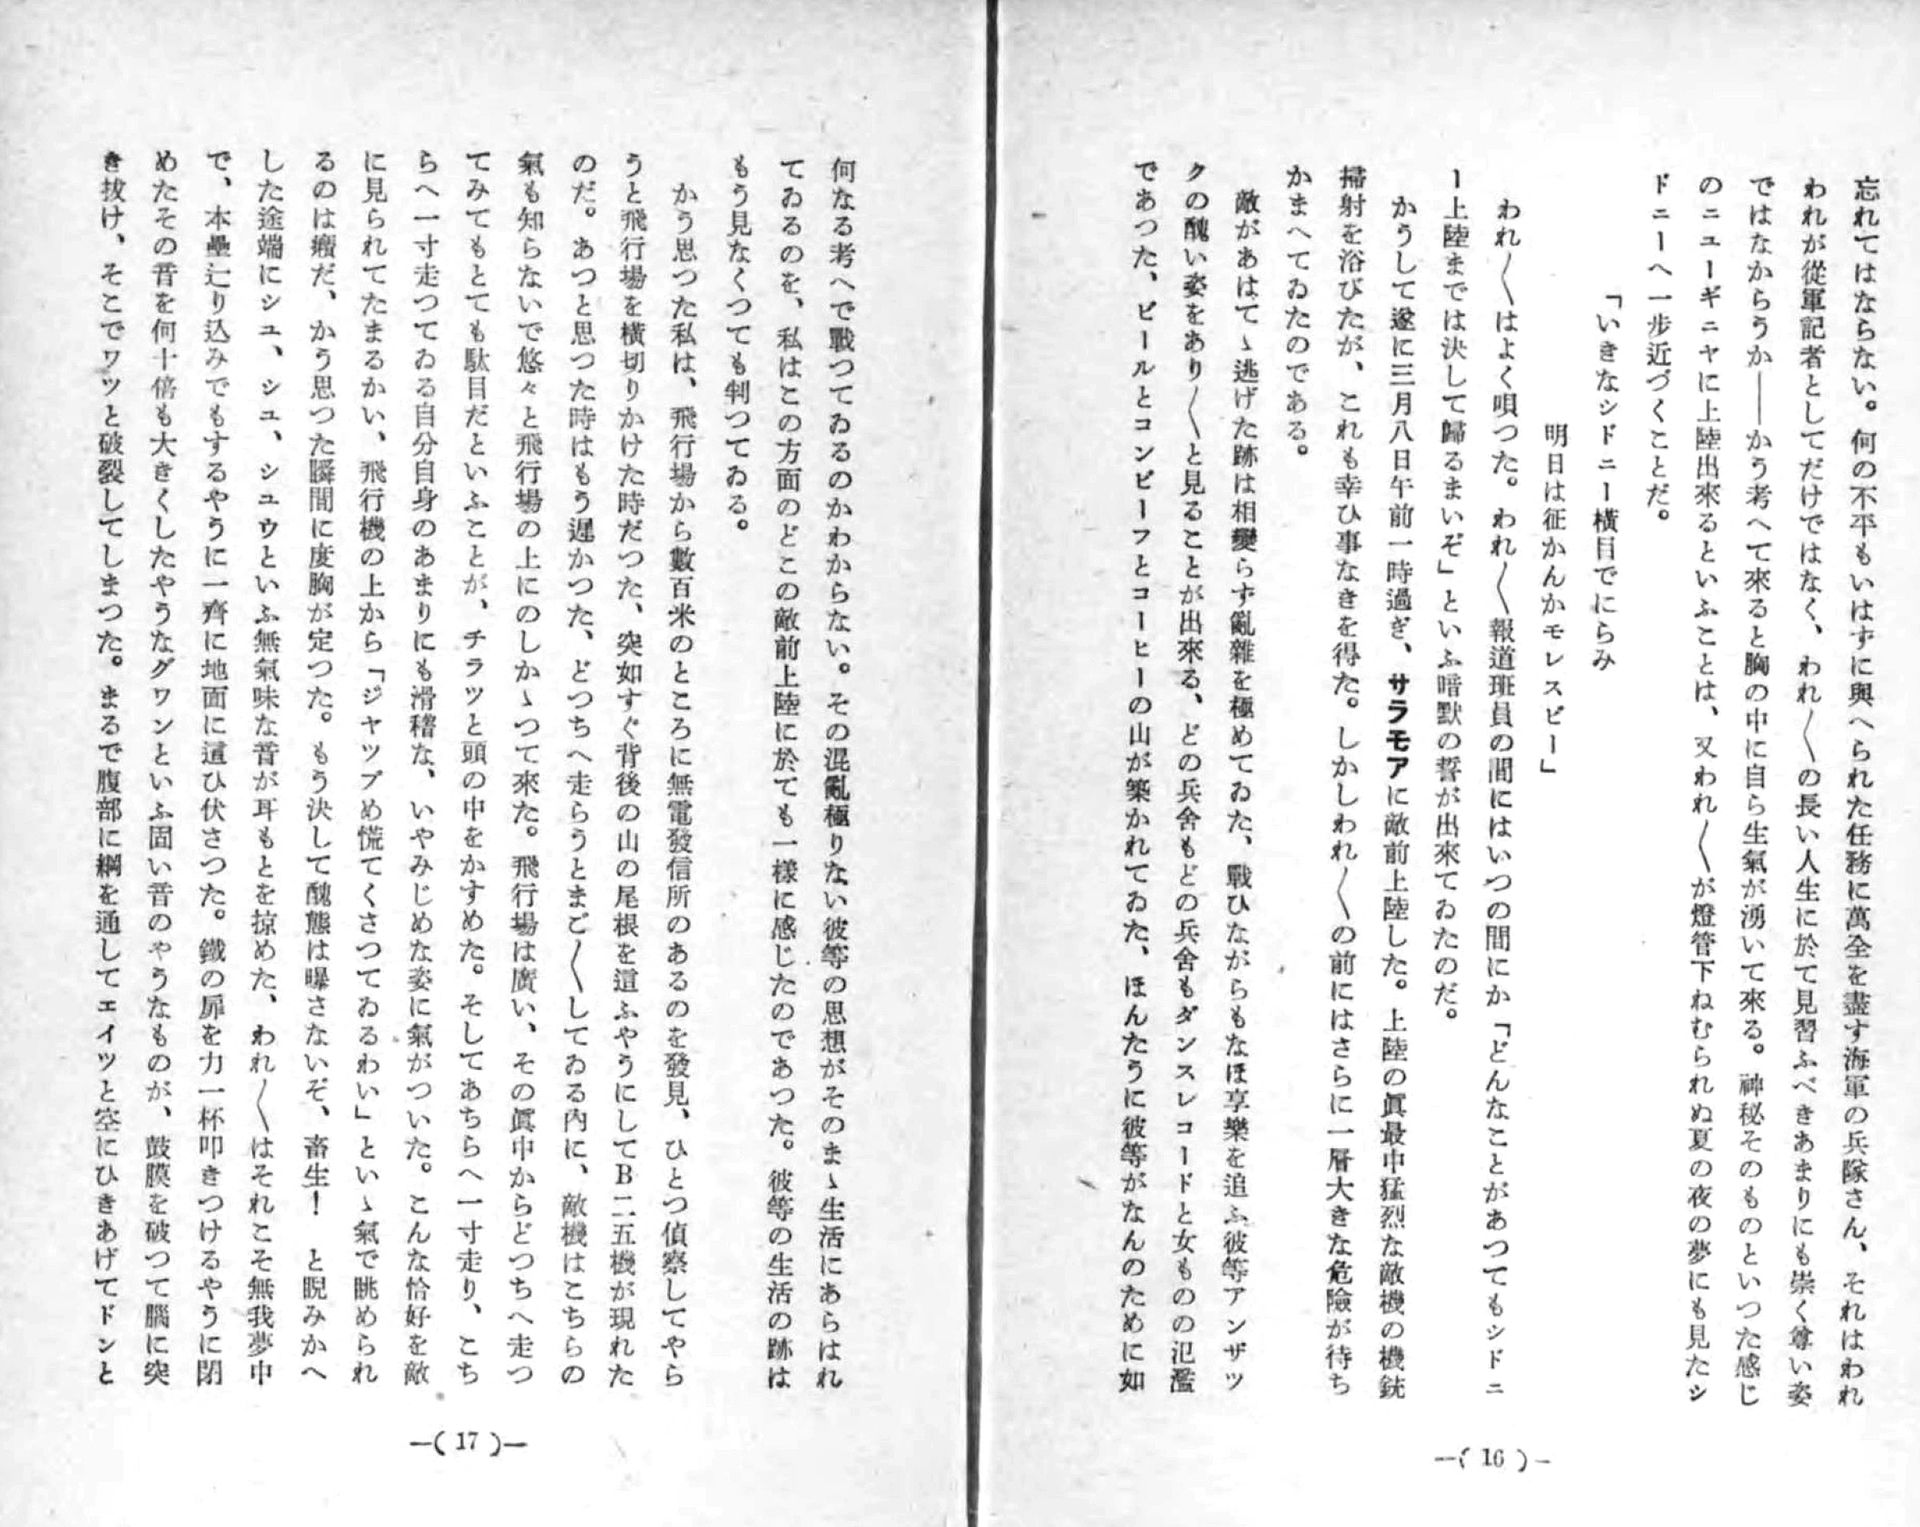 忘れてはならない。何の不平もいはずに與へられた任務に萬全を盡す海軍の兵隊さん、それはわれ
われが從軍記者としてだけではなく、われ〳〵の長い人生に於て見習ふべきあまりにも崇く尊い姿
ではなからうか——かう考へて來ると胸の中に自ら生氣が湧いて來る。神秘そのものといつた感じ
のニューギニヤに上陸出來るといふことは、又われ〳〵が燈管下ねむられぬ夏の夜の夢にも見たシ
ドニーへ一步近づくことだ。
「いきなシドニー橫目でにらみ
明日は征かんかモレスビー」
われ〳〵はよく唄つた。われ〳〵報道班員の間にはいつの間にか「どんなことがあつてもシドニ
ー上陸までは決して歸るまいぞ」といふ暗默の誓が出來てゐたのだ。
かうして遂に三月八日午前一時過ぎ、サラモアに敵前上陸した。上陸の眞最中猛烈な敵機の機銃
掃射を浴びたが、これも幸ひ事なきを得た。しかしわれ〳〵の前にはさらに一層大きな危險が待ち
かまへてゐたのである。
敵があはてゝ逃げた跡は相變らず亂雜を極めてゐた、戰ひながらもなほ享樂を追ふ彼等アンザツ
クの醜い姿をあり〳〵と見ることが出來る、どの兵舍もどの兵舍もダンスレコードと女ものの氾濫
であつた、ビールとコンビーフとコーヒーの山が築かれてゐた、ほんたうに彼等がなんのために如
—( 16 )—
何なる考へで戰つてゐるのかわからない。その混亂極りない彼等の思想がそのまゝ生活にあらはれ
てゐるのを、私はこの方面のどこの敵前上陸に於ても一樣に感じたのであつた。彼等の生活の跡は
もう見なくつても判つてゐる。
かう思つた私は、飛行場から數百米のところに無電發信所のあるのを發見、ひとつ偵察してやら
うと飛行場を橫切りかけた時だつた、突如すぐ背後の山の尾根を這ふやうにしてB二五機が現れた
のだ。あつと思つた時はもう遲かつた、どつちへ走らうとまご〳〵してゐる內に、敵機はこちらの
氣も知らないで悠々と飛行場の上にのしかゝつて來た。飛行場は廣い、その眞中からどつちへ走つ
てみてもとても駄目だといふことが、チラツと頭の中をかすめた。そしてあちらへ一寸走り、こち
らへ一寸走つてゐる自分自身のあまりにも滑稽な、いやみじめな姿に氣がついた。こんな恰好を敵
に見られてたまるかい、飛行機の上から「ジヤツプめ慌てくさつてゐるわい」といゝ氣で眺められ
るのは癪だ、かう思つた瞬間に度胸が定つた。もう決して醜態は曝さないぞ、畜生！　と睨みかへ
した途端にシユ、シユ、シユウといふ無氣味な音が耳もとを掠めた、われ〳〵はそれこそ無我夢中
で、本壘辷り込みでもするやうに一齊に地面に這ひ伏さつた。鐵の扉を力一杯叩きつけるやうに閉
めたその音を何十倍も大きくしたやうなグワンといふ固い音のやうなものが、鼓膜を破つて腦に突
き拔け、そこでワツと破裂してしまつた。まるで腹部に綱を通してエイツと空にひきあげてドンと
—( 17 )—